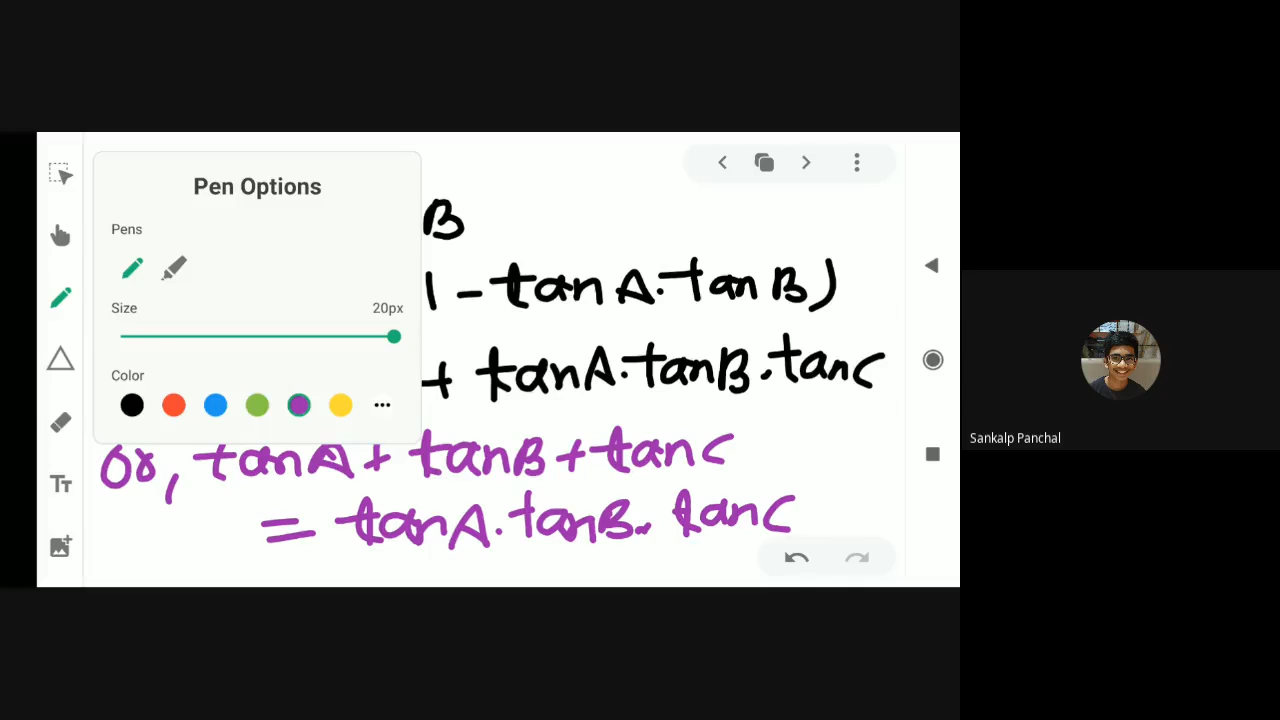 Pen Options
Pens
Size 20px
Color
B
1 - tanA.tanB)
+ tanA.tanB.tanC
Or, tanA + tanB + tanC
= tanA.tanB.tanC
Tт
Sankalp Panchal